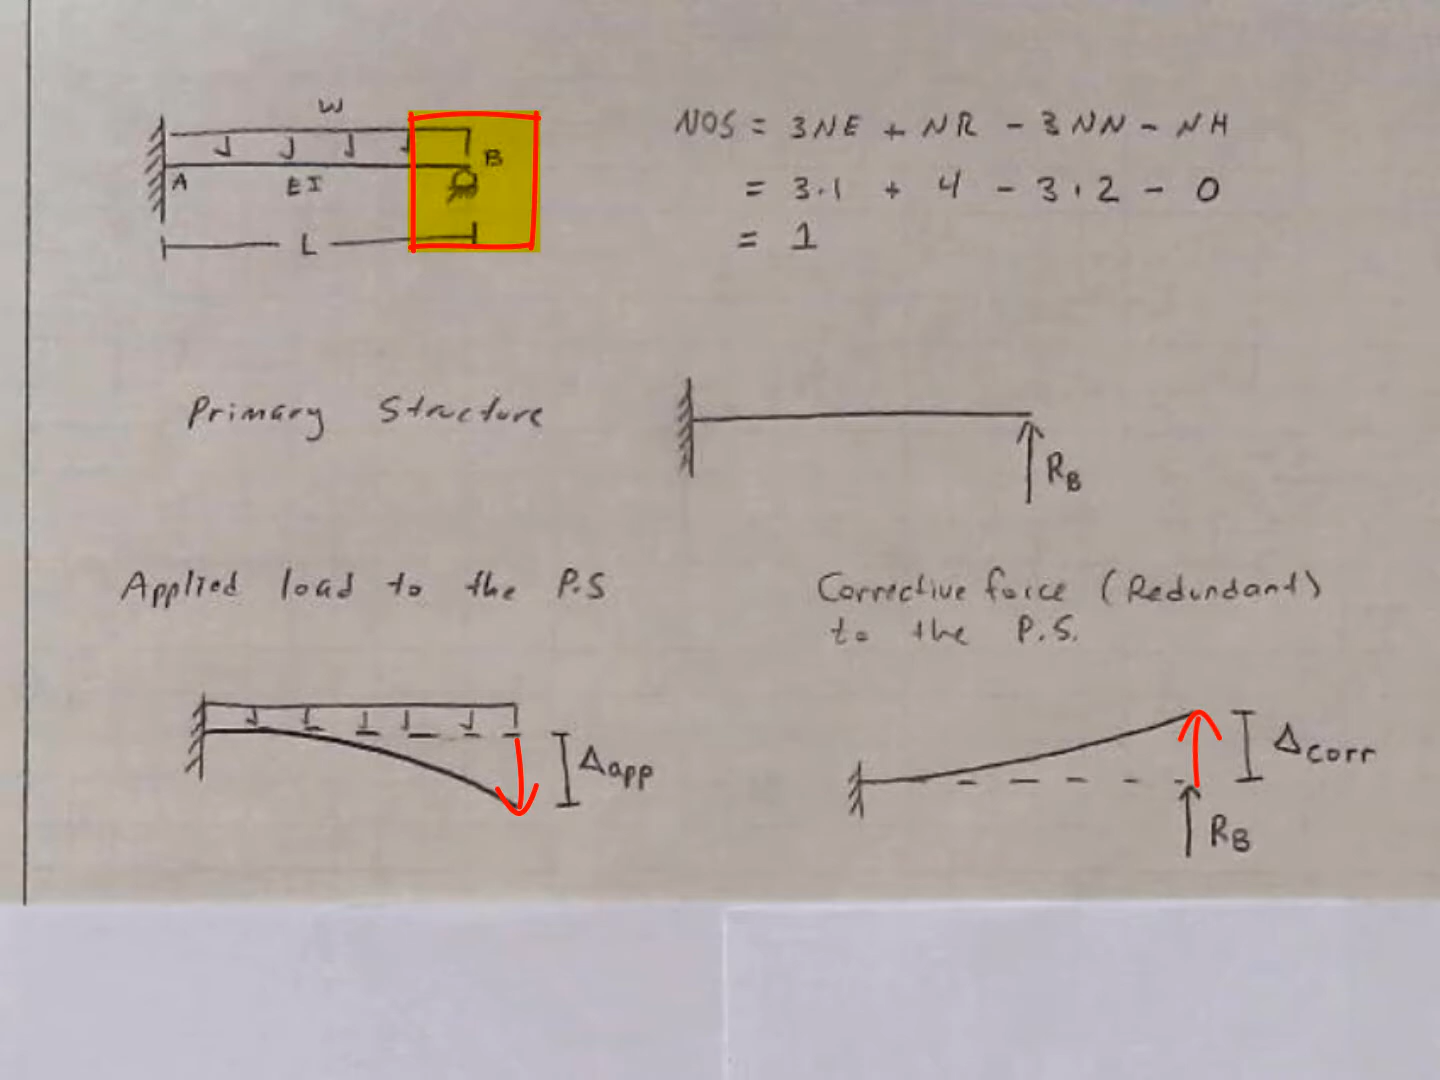 W
A
EI
B
L
NOS = 3NE + NR - 3NN - NH
= 3·1 + 4 - 3·2 - 0
= 1
Primary Structure
RB
Applied load to the P.S
Corrective force (Redundant)
to the P.S.
Δapp
Δcorr
RB